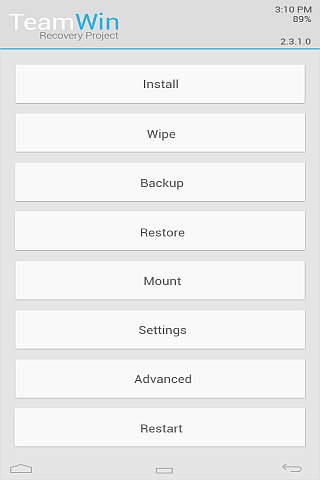 TeamWin
Recovery Project
3:10 PM
89%
2.3.1.0
Install
Wipe
Backup
Restore
Mount
Settings
Advanced
Restart